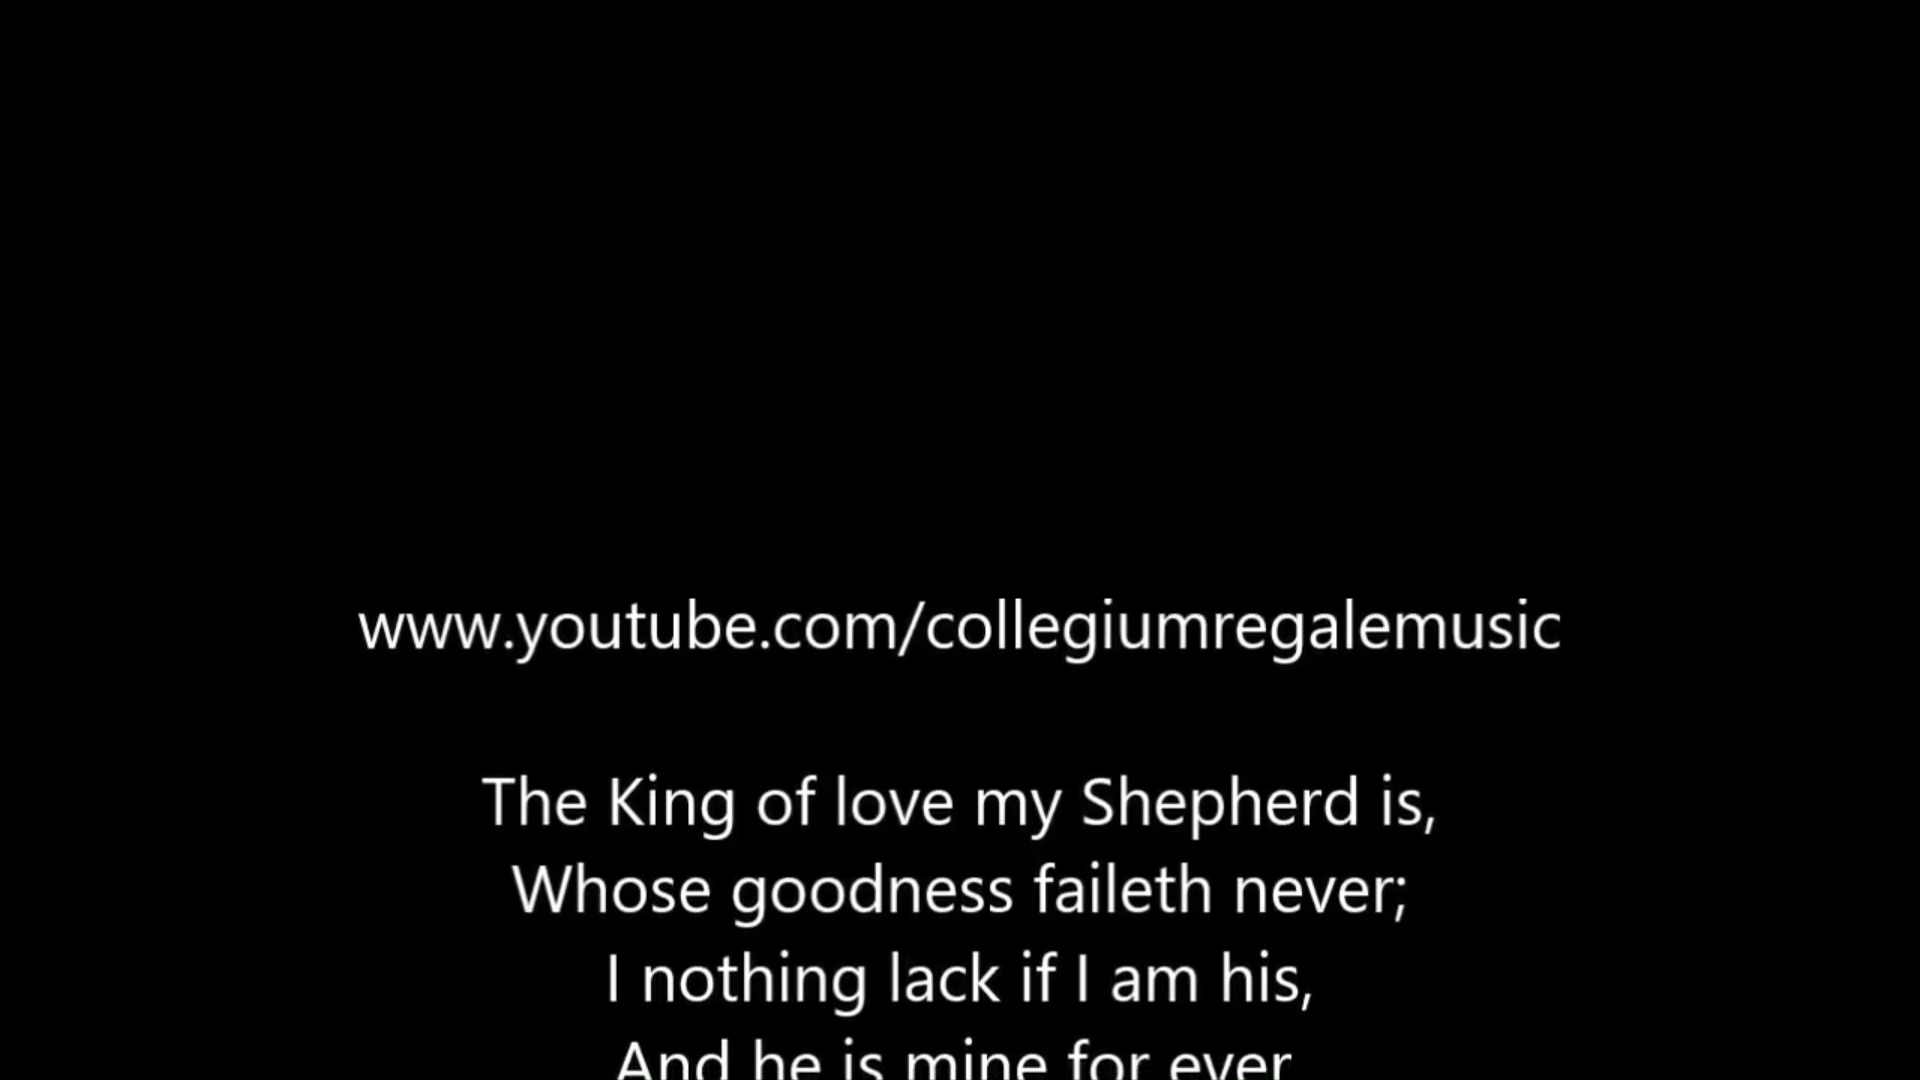 www.youtube.com/collegiumregalemusic
The King of love my Shepherd is,
Whose goodness faileth never;
I nothing lack if I am his,
And he is mine for ever